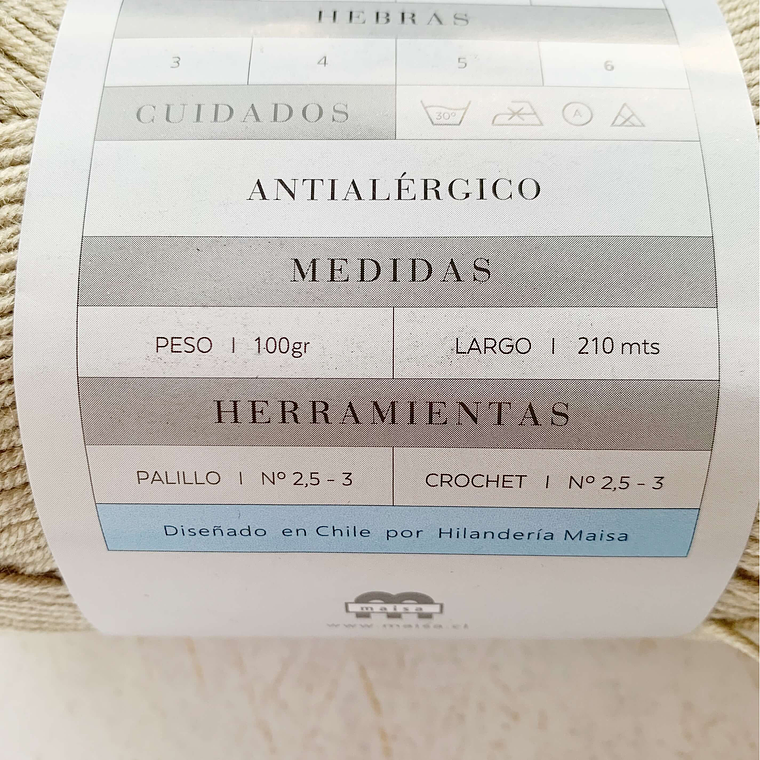 HEBRAS
3 4 5 6
CUIDADOS 30° A
ANTIALÉRGICO
MEDIDAS
PESO | 100gr LARGO | 210 mts
HERRAMIENTAS
PALILLO | Nº 2,5 - 3 CROCHET | Nº 2,5 - 3
Diseñado en Chile por Hilandería Maisa
maisa
www.maisa.cl